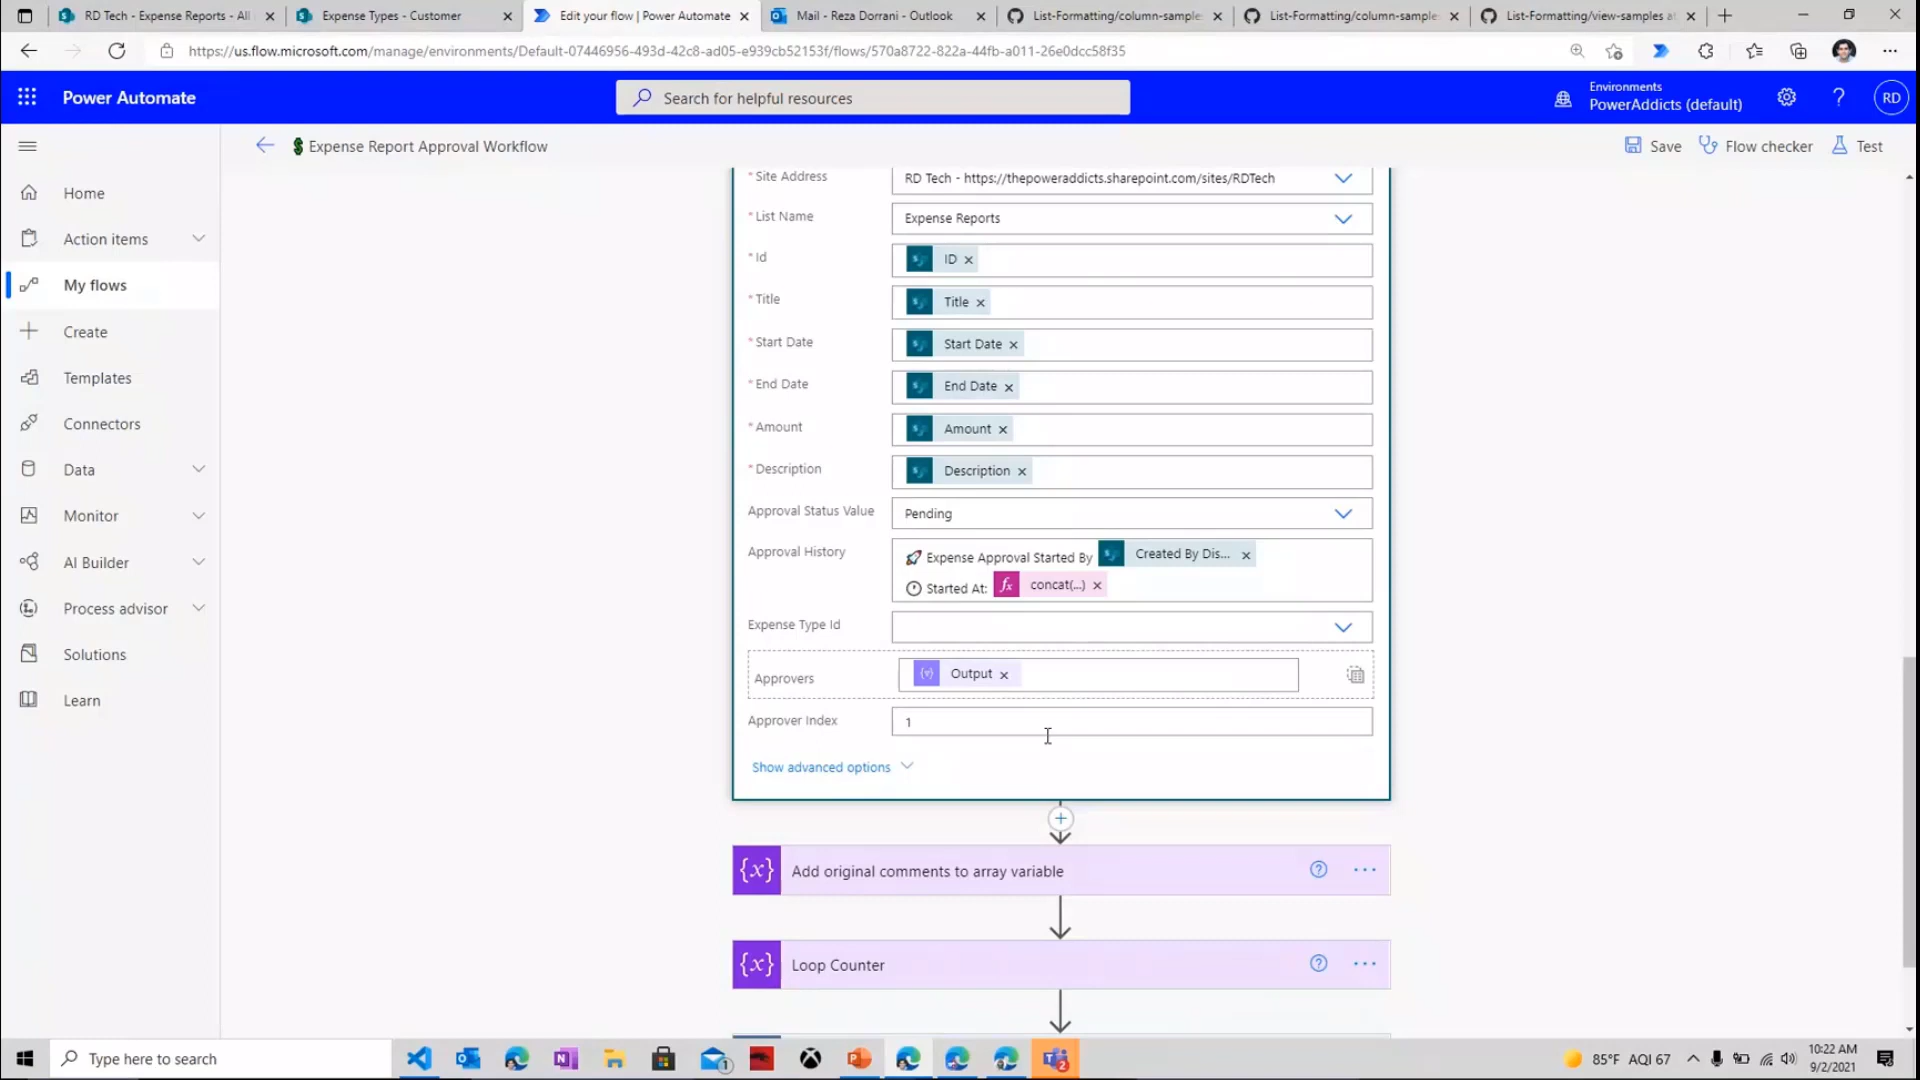 RD Tech - Expense Reports - All
Expense Types - Customer
Edit your flow | Power Automate
Mail - Reza Dorrani - Outlook
List-Formatting/column-sample
List-Formatting/column-sample
List-Formatting/view-samples at
https://us.flow.microsoft.com/manage/environments/Default-07446956-493d-42c8-ad05-e939cb52153f/flows/570a8722-822a-44fb-a011-26e0dcc58f35
Power Automate
Search for helpful resources
Environments
PowerAddicts (default)
?
RD
$ Expense Report Approval Workflow
Save
Flow checker
Test
Home
Action items
My flows
Create
Templates
Connectors
Data
Monitor
AI Builder
Process advisor
Solutions
Learn
* Site Address
RD Tech - https://thepoweraddicts.sharepoint.com/sites/RDTech
* List Name
Expense Reports
* Id
ID
* Title
Title
* Start Date
Start Date
* End Date
End Date
* Amount
Amount
* Description
Description
Approval Status Value
Pending
Approval History
Expense Approval Started By Created By Dis...
Started At: fx concat(...)
Expense Type Id
Approvers
Output
Approver Index
1
Show advanced options
{x} Add original comments to array variable
{x} Loop Counter
Type here to search
85°F AQI 67
10:22 AM
9/2/2021